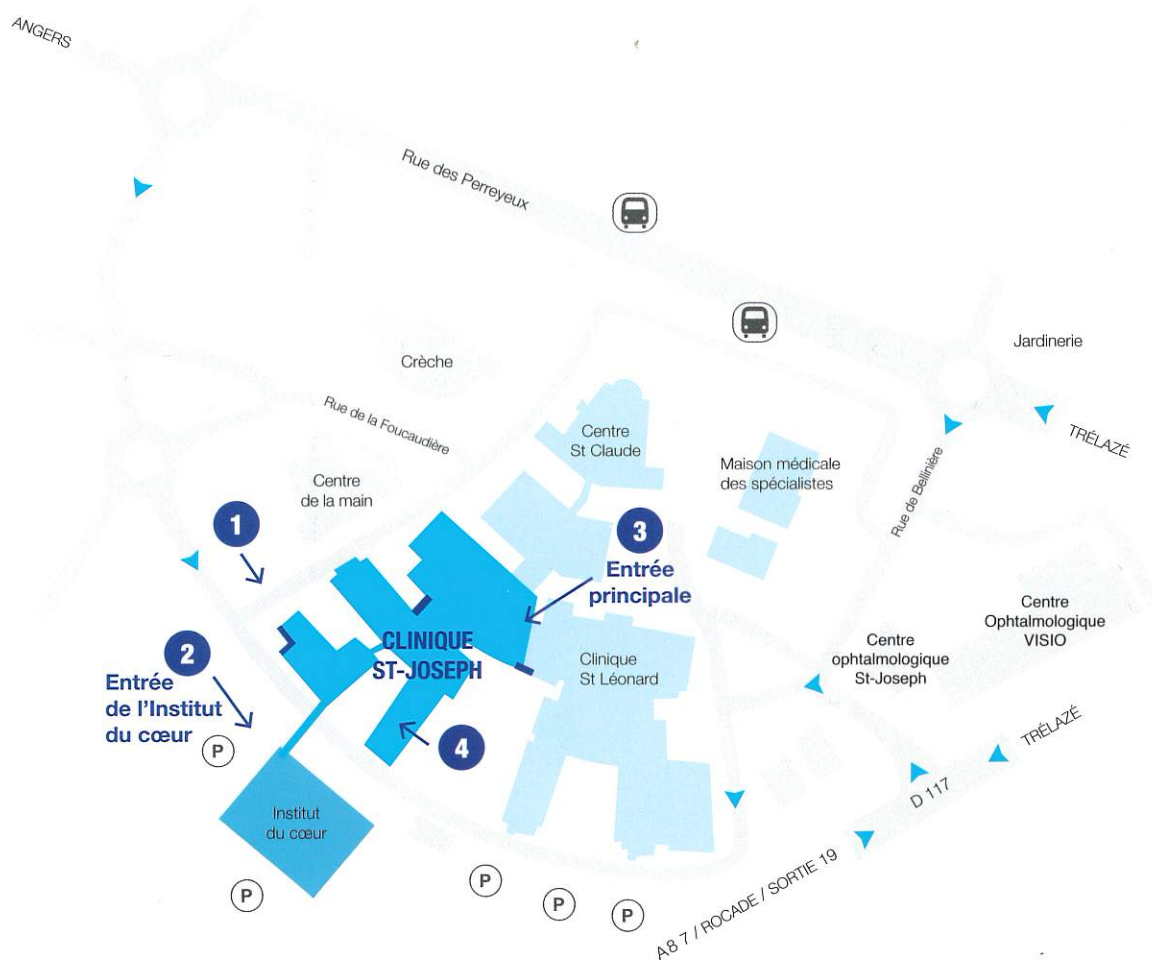 ANGERS
Rue des Perreyeux
Jardinerie
Crèche
TRÉLAZÉ
Rue de la Foucaudière
Centre
St Claude
Maison médicale
des spécialistes
Rue de Bellinière
Centre
de la main
1
3
Entrée
principale
2
Entrée
de l'Institut
du cœur
CLINIQUE
ST-JOSEPH
Clinique
St Léonard
Centre
ophtalmologique
St-Joseph
Centre
Ophtalmologique
VISIO
P
4
TRÉLAZÉ
D 117
Institut
du cœur
A8 7 / ROCADE / SORTIE 19
P
P
P
P